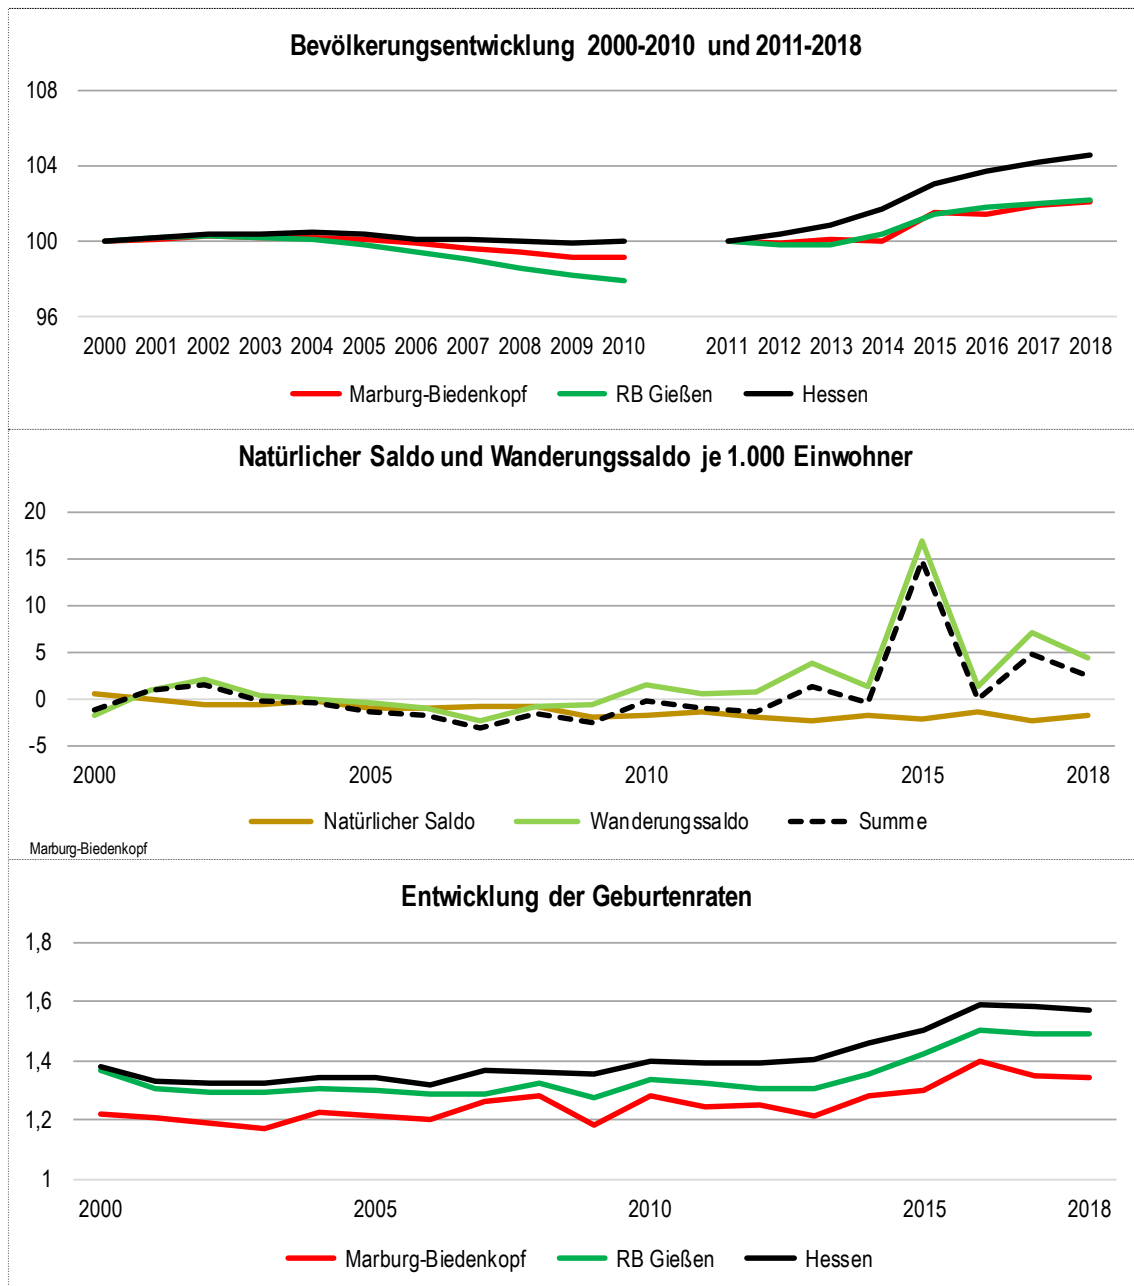 Bevölkerungsentwicklung 2000-2010 und 2011-2018
108
104
100
96
2000 2001 2002 2003 2004 2005 2006 2007 2008 2009 2010 2011 2012 2013 2014 2015 2016 2017 2018
Marburg-Biedenkopf RB Gießen Hessen
Natürlicher Saldo und Wanderungssaldo je 1.000 Einwohner
20
15
10
5
0
-5
2000 2005 2010 2015 2018
Natürlicher Saldo Wanderungssaldo Summe
Marburg-Biedenkopf
Entwicklung der Geburtenraten
1,8
1,6
1,4
1,2
1
2000 2005 2010 2015 2018
Marburg-Biedenkopf RB Gießen Hessen